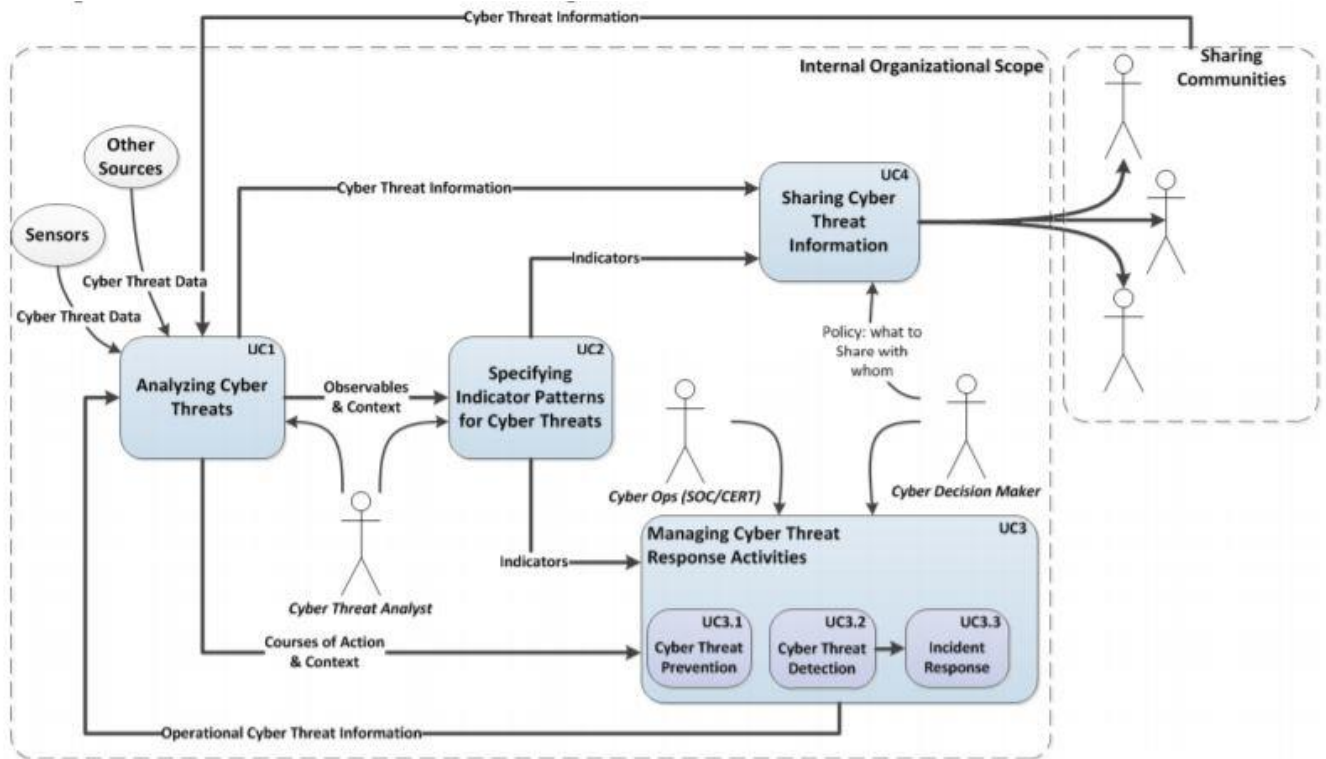 Cyber Threat Information
Internal Organizational Scope
Sharing
Communities
Other
Sources
Sensors
Cyber Threat Data
Cyber Threat Data
Cyber Threat Information
UC4
Sharing Cyber
Threat
Information
Indicators
Policy: what to
Share with
whom
UC1
Analyzing Cyber
Threats
Observables
& Context
UC2
Specifying
Indicator Patterns
for Cyber Threats
Cyber Ops (SOC/CERT)
Cyber Decision Maker
Cyber Threat Analyst
Indicators
UC3
Managing Cyber Threat
Response Activities
UC3.1
Cyber Threat
Prevention
UC3.2
Cyber Threat
Detection
UC3.3
Incident
Response
Courses of Action
& Context
Operational Cyber Threat Information